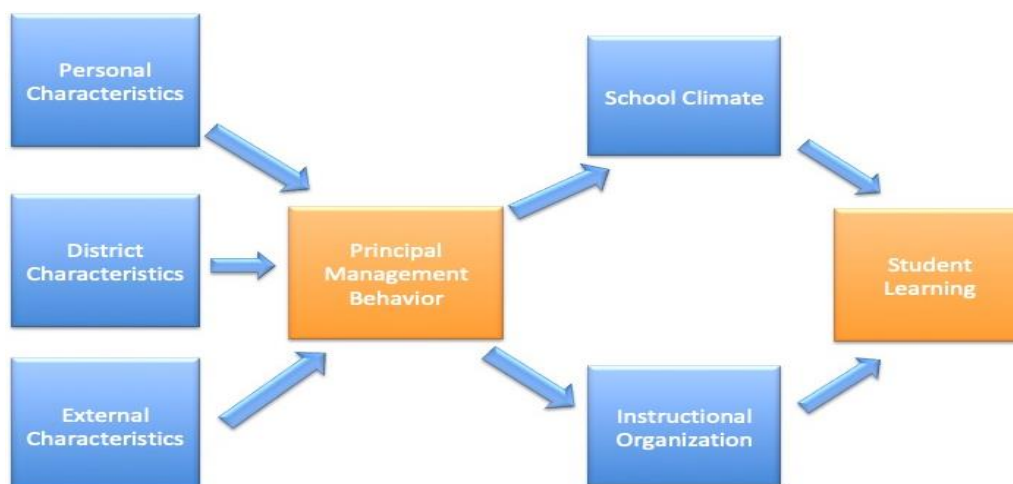 Personal
Characteristics
District
Characteristics
External
Characteristics
Principal
Management
Behavior
School Climate
Instructional
Organization
Student
Learning